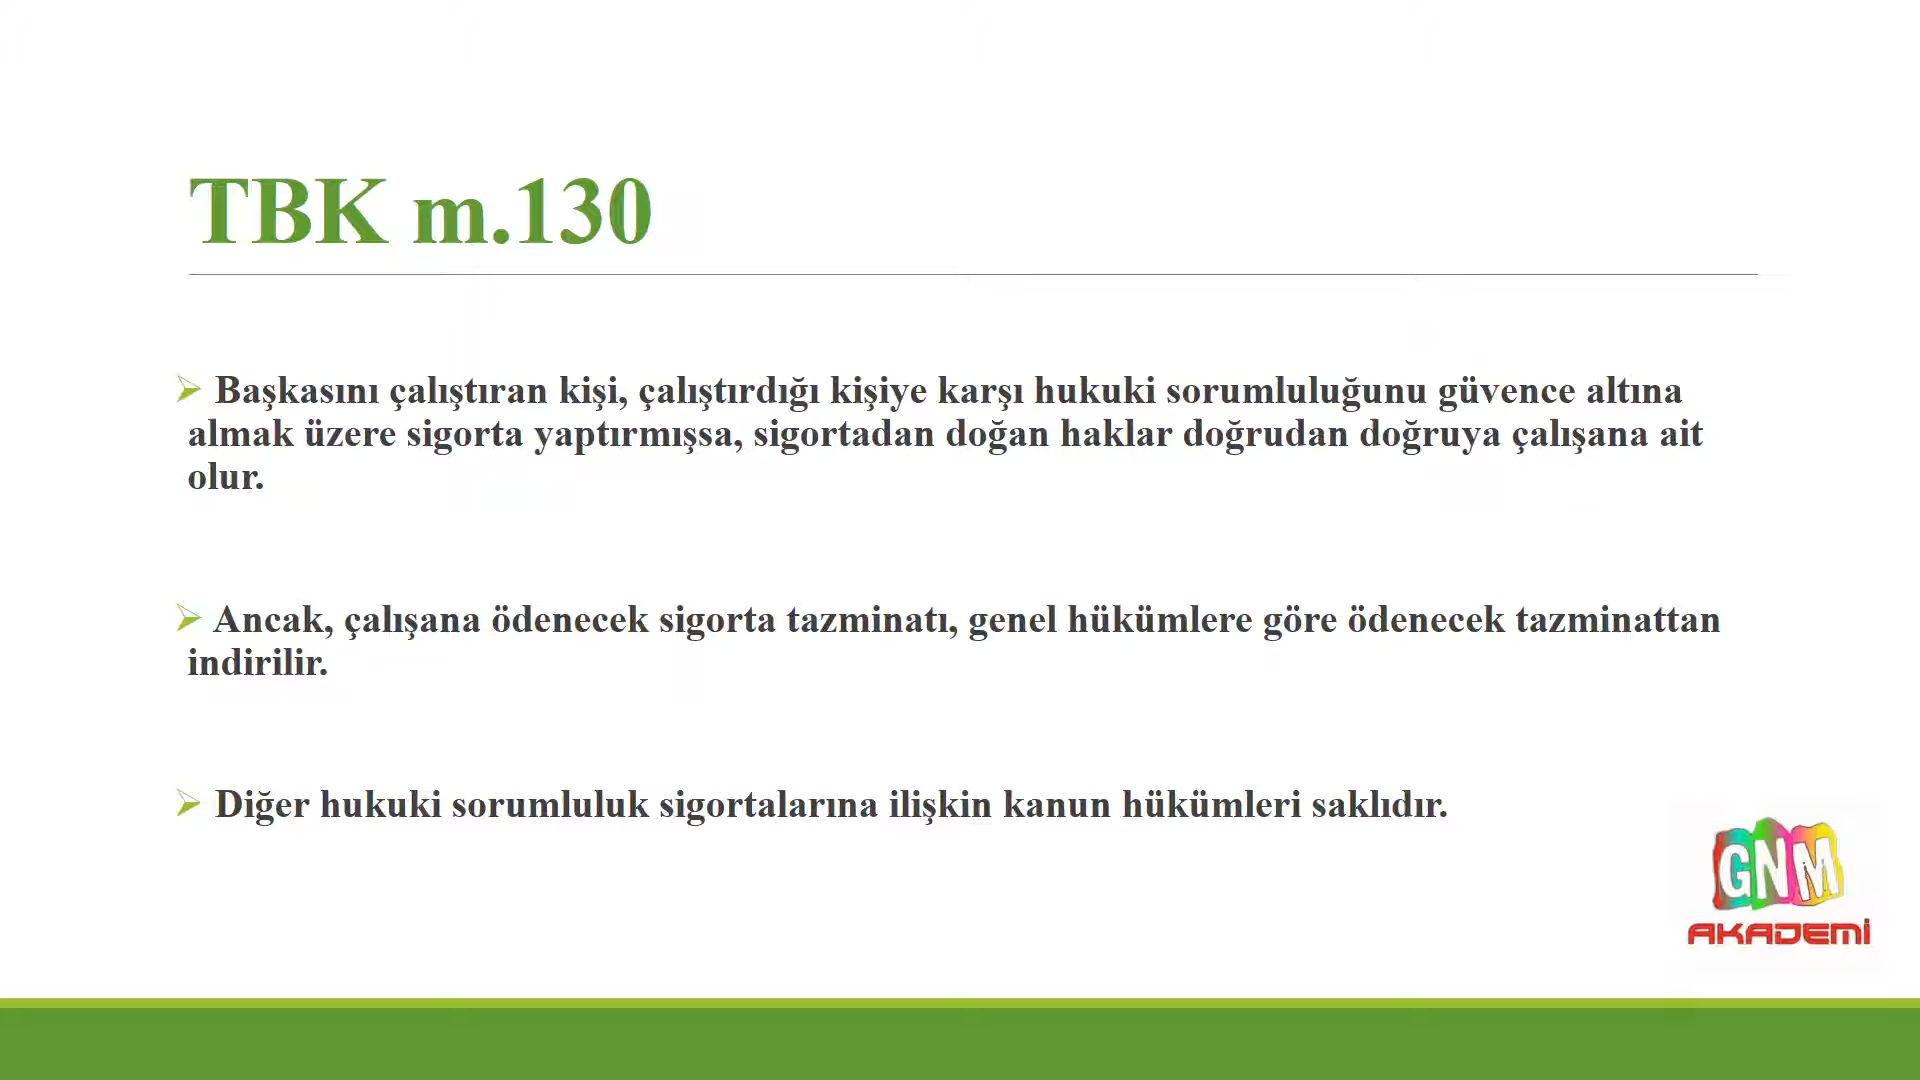 TBK m.130
Başkasını çalıştıran kişi, çalıştırdığı kişiye karşı hukuki sorumluluğunu güvence altına
almak üzere sigorta yaptırmışsa, sigortadan doğan haklar doğrudan doğruya çalışana ait
olur.
Ancak, çalışana ödenecek sigorta tazminatı, genel hükümlere göre ödenecek tazminattan
indirilir.
Diğer hukuki sorumluluk sigortalarına ilişkin kanun hükümleri saklıdır.
GNM
AKADEMİ